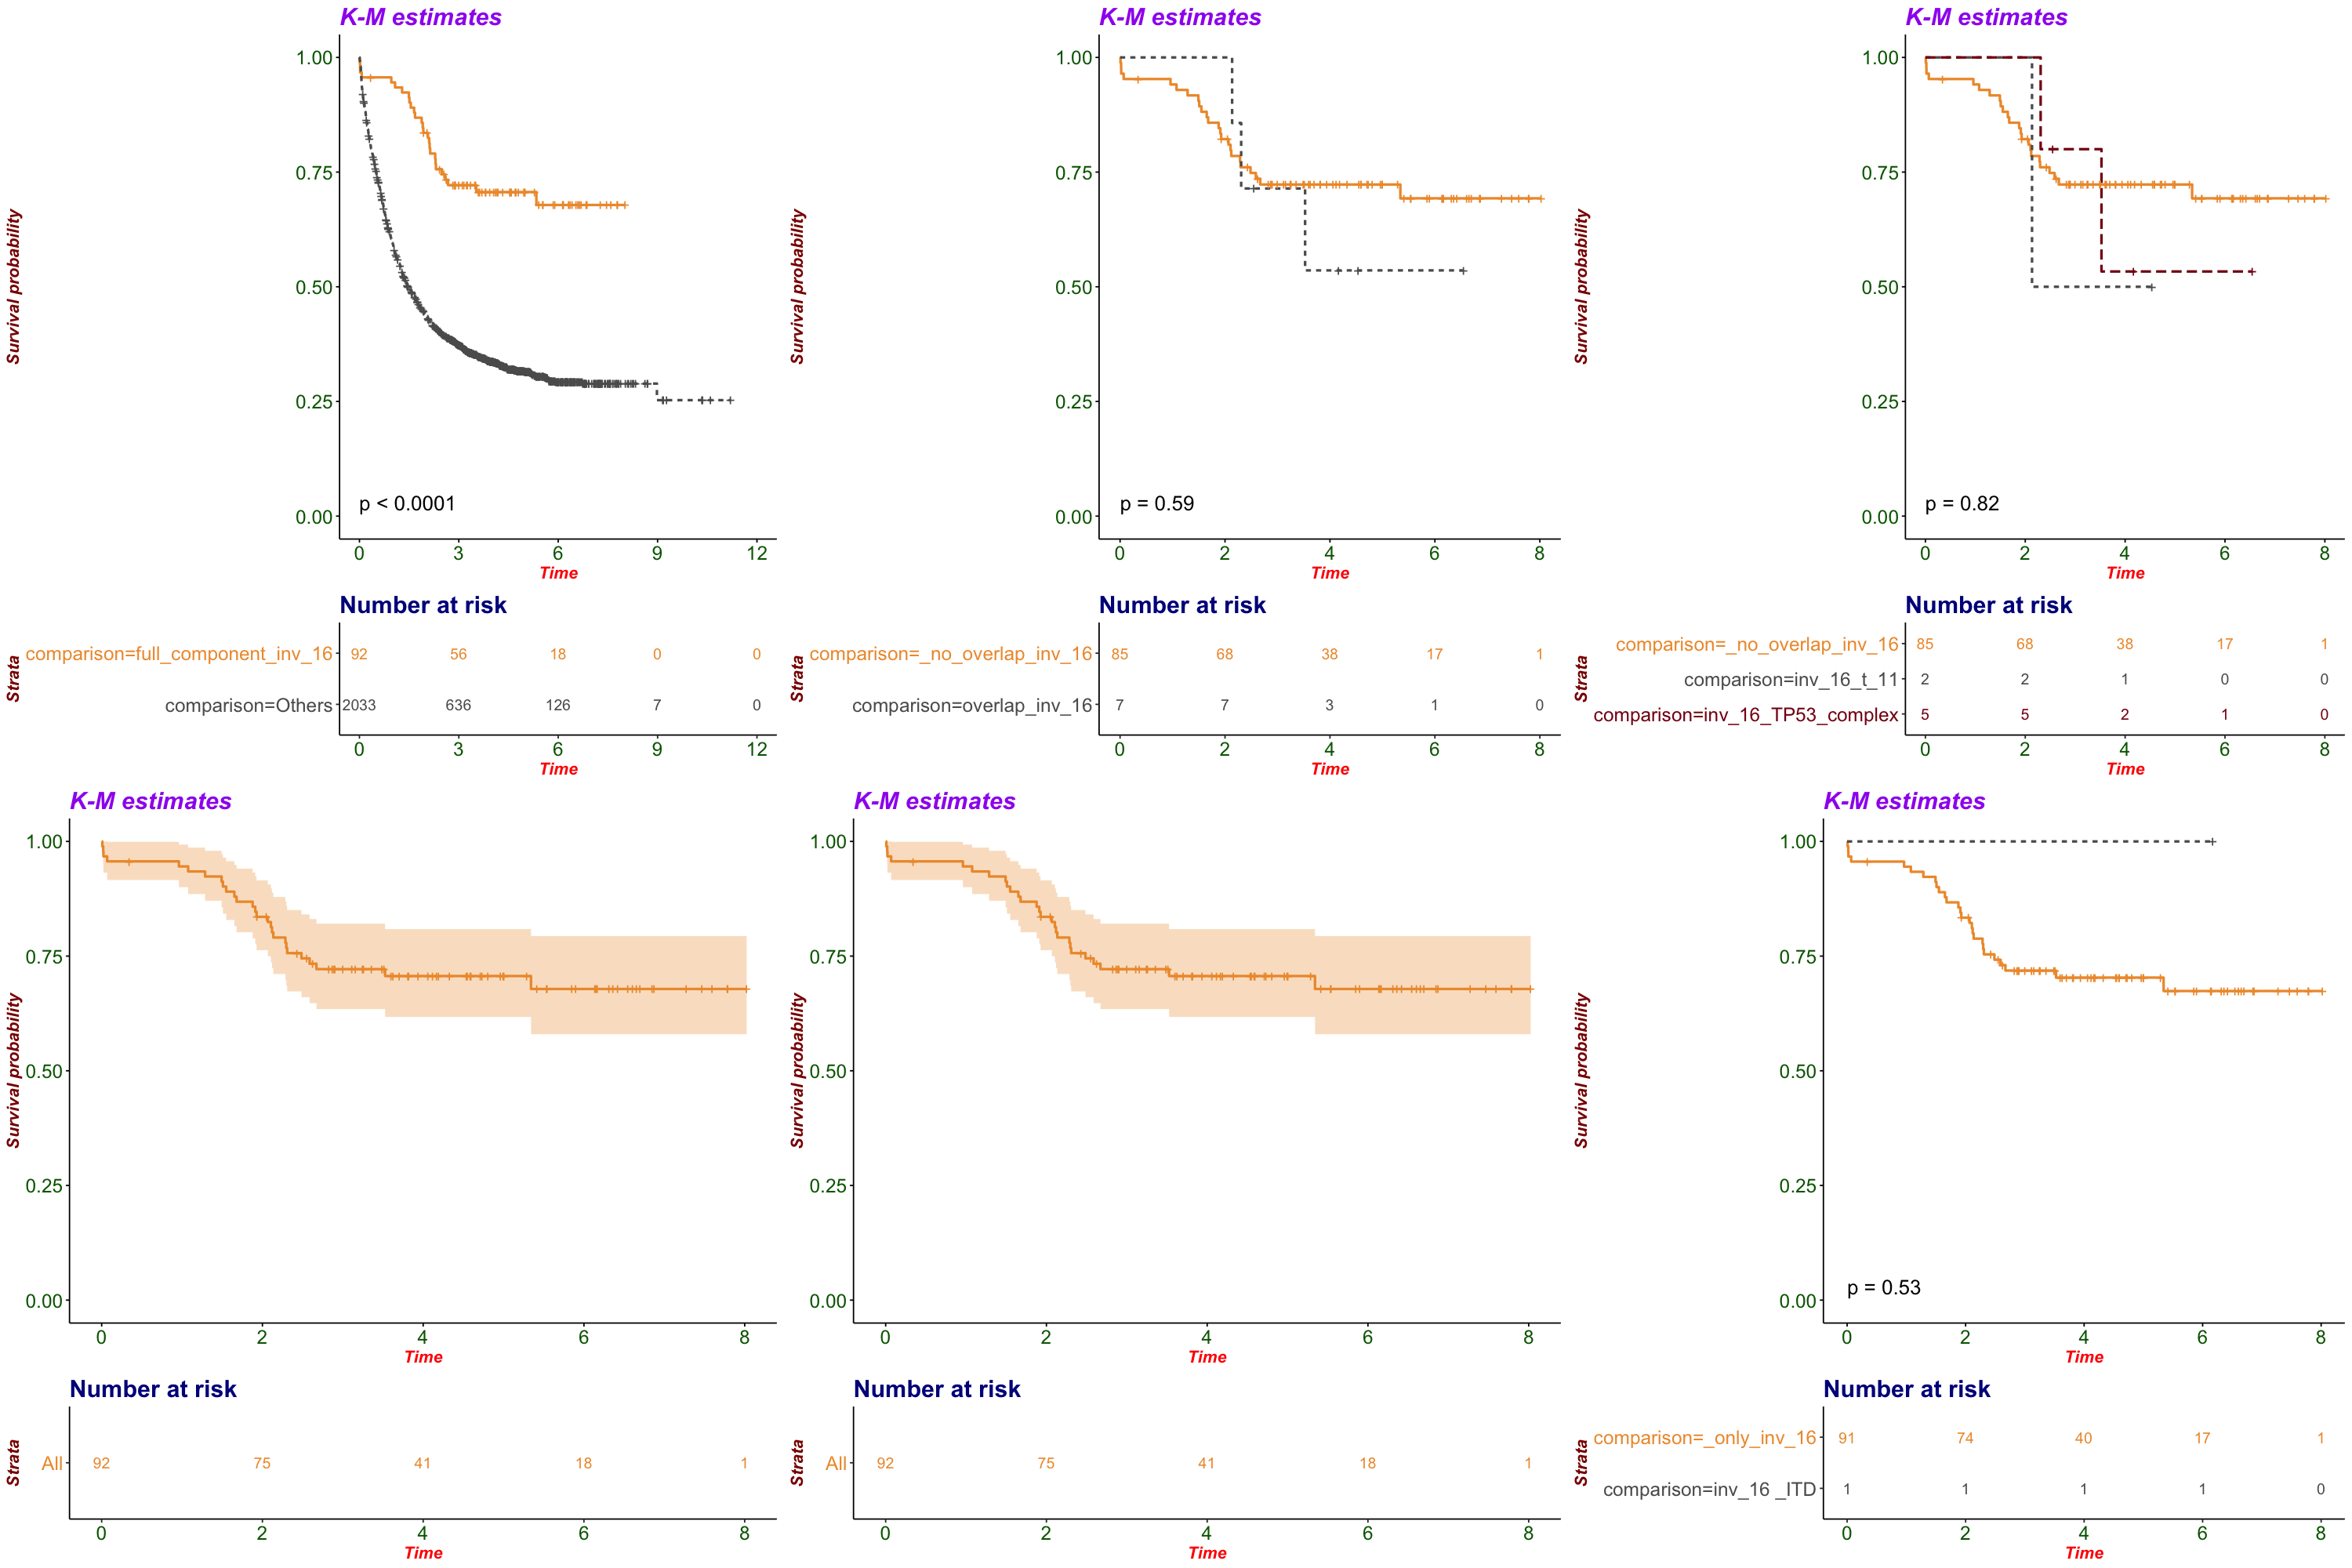 K-M estimates
1.00
0.75
0.50
0.25
0.00
Survival probability
p < 0.0001
0 3 6 9 12
Time
Number at risk
Strata
comparison=full_component_inv_16 92 56 18 0 0
comparison=Others 2033 636 126 7 0
0 3 6 9 12
Time
K-M estimates
1.00
0.75
0.50
0.25
0.00
Survival probability
p = 0.59
0 2 4 6 8
Time
Number at risk
Strata
comparison=_no_overlap_inv_16 85 68 38 17 1
comparison=overlap_inv_16 7 7 3 1 0
0 2 4 6 8
Time
K-M estimates
1.00
0.75
0.50
0.25
0.00
Survival probability
p = 0.82
0 2 4 6 8
Time
Number at risk
Strata
comparison=_no_overlap_inv_16 85 68 38 17 1
comparison=inv_16_t_11 2 2 1 0 0
comparison=inv_16_TP53_complex 5 5 2 1 0
0 2 4 6 8
Time
K-M estimates
1.00
0.75
0.50
0.25
0.00
Survival probability
0 2 4 6 8
Time
Number at risk
Strata
All 92 75 41 18 1
0 2 4 6 8
Time
K-M estimates
1.00
0.75
0.50
0.25
0.00
Survival probability
0 2 4 6 8
Time
Number at risk
Strata
All 92 75 41 18 1
0 2 4 6 8
Time
K-M estimates
1.00
0.75
0.50
0.25
0.00
Survival probability
p = 0.53
0 2 4 6 8
Time
Number at risk
Strata
comparison=_only_inv_16 91 74 40 17 1
comparison=inv_16 _ITD 1 1 1 1 0
0 2 4 6 8
Time